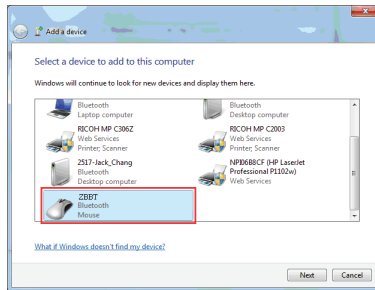 Add a device
Select a device to add to this computer
Windows will continue to look for new devices and display them here.
Bluetooth
Laptop computer
Bluetooth
Desktop computer
RICOH MP C306Z
Web Services
Printer; Scanner
RICOH MP C2003
Web Services
Printer; Scanner
2517-Jack_Chang
Bluetooth
Desktop computer
NPI06B8CF (HP LaserJet
Professional P1102w)
Web Services
ZBBT
Bluetooth
Mouse
What if Windows doesn't find my device?
Next Cancel